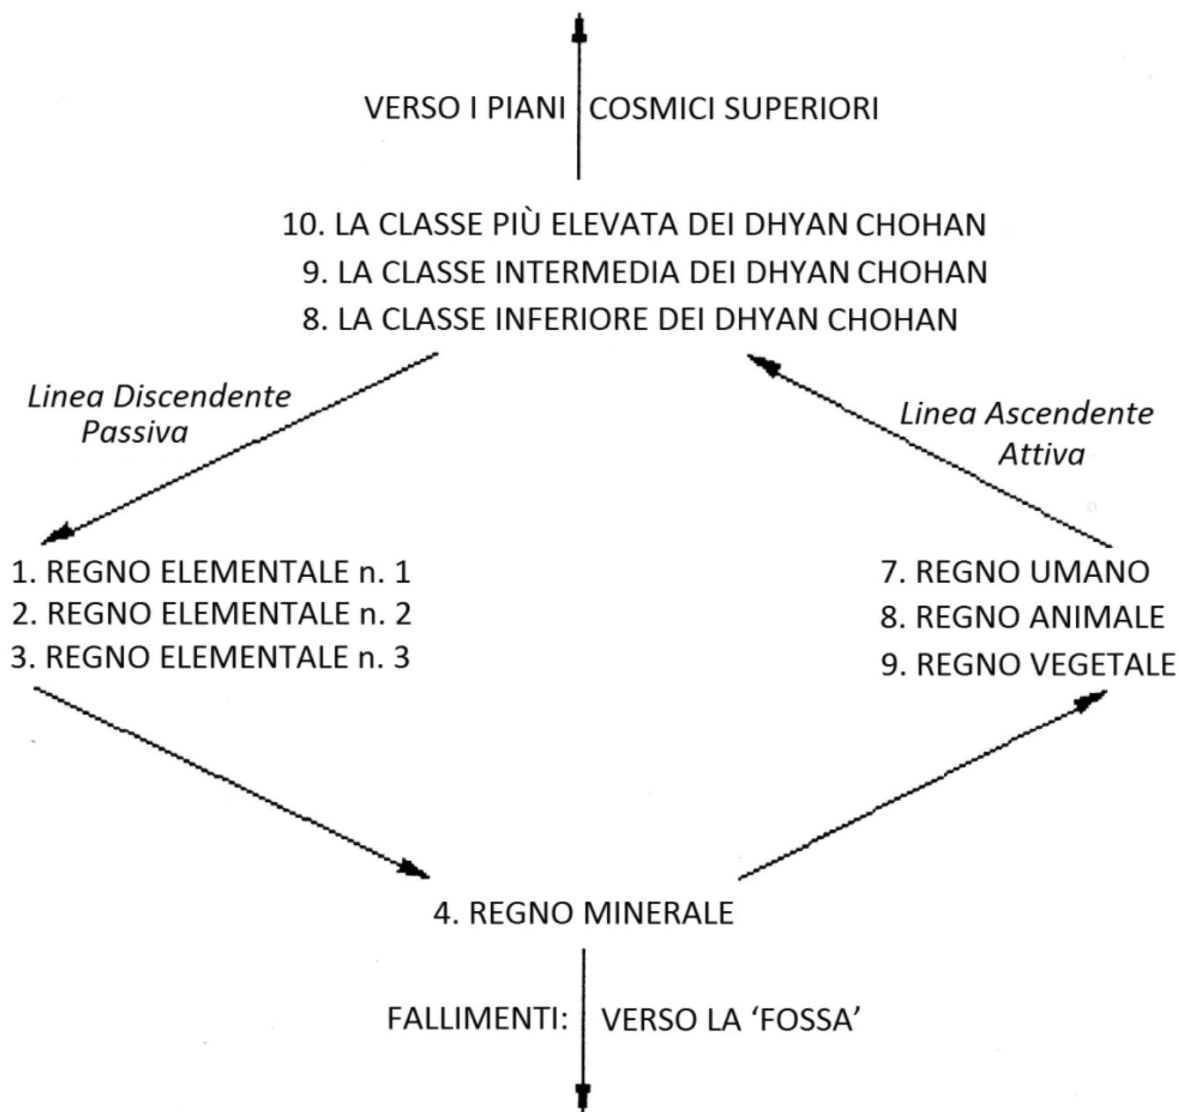 VERSO I PIANI COSMICI SUPERIORI
10. LA CLASSE PIÙ ELEVATA DEI DHYAN CHOHAN
9. LA CLASSE INTERMEDIA DEI DHYAN CHOHAN
8. LA CLASSE INFERIORE DEI DHYAN CHOHAN
Linea Discendente
Passiva
Linea Ascendente
Attiva
1. REGNO ELEMENTALE n. 1
2. REGNO ELEMENTALE n. 2
3. REGNO ELEMENTALE n. 3
7. REGNO UMANO
8. REGNO ANIMALE
9. REGNO VEGETALE
4. REGNO MINERALE
FALLIMENTI: VERSO LA ‘FOSSA’